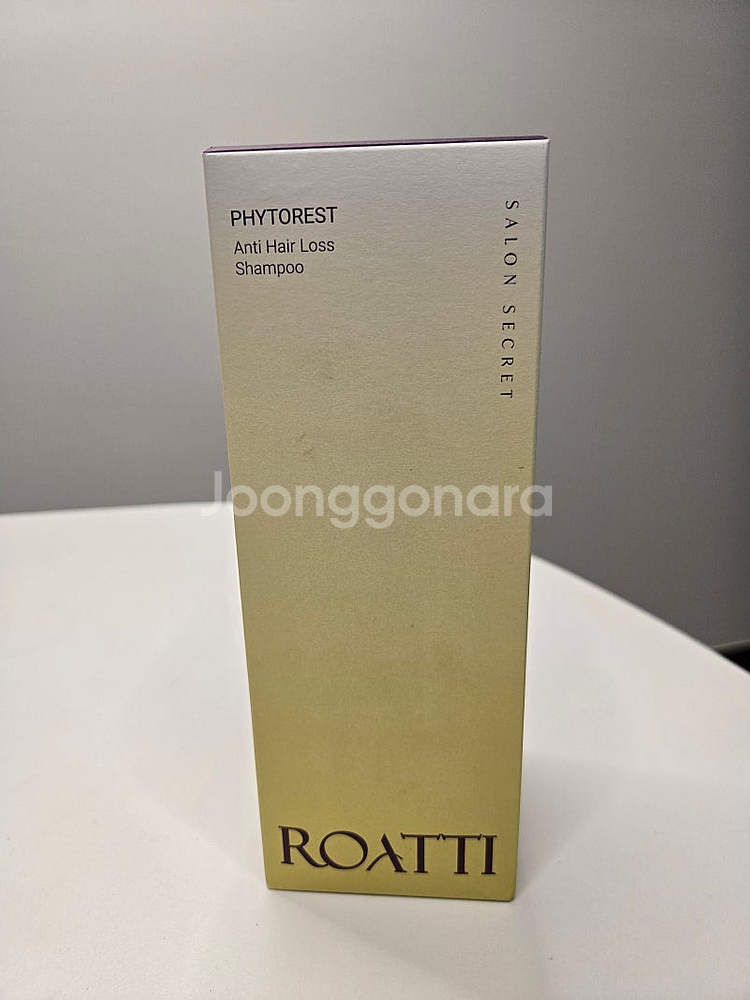 PHYTOREST
Anti Hair Loss
Shampoo
SALON SECRET
Joonggonara
ROATTI